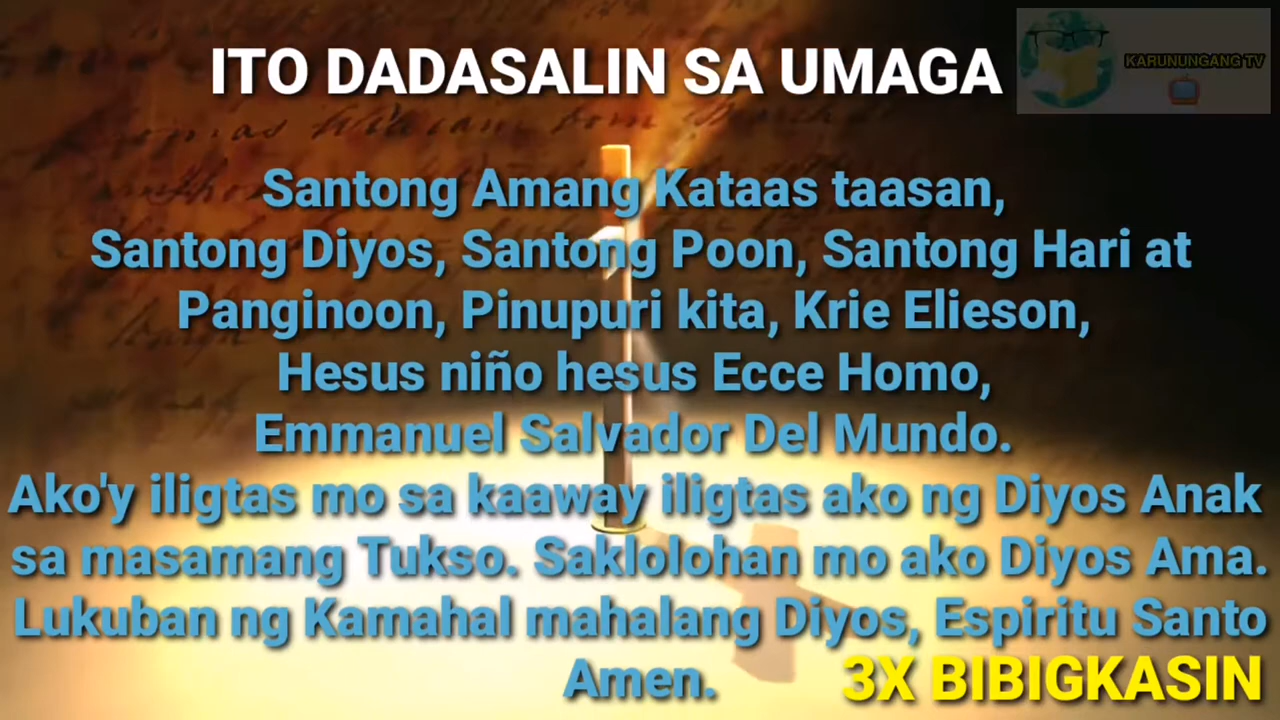 ITO DADASALIN SA UMAGA
KARUNUNGANG TV
Santong Amang Kataas taasan,
Santong Diyos, Santong Poon, Santong Hari at
Panginoon, Pinupuri kita, Krie Elieson,
Hesus niño hesus Ecce Homo,
Emmanuel Salvador Del Mundo.
Ako'y iligtas mo sa kaaway iligtas ako ng Diyos Anak
sa masamang Tukso. Saklolohan mo ako Diyos Ama.
Lukuban ng Kamahal mahalang Diyos, Espiritu Santo
Amen.
3X BIBIGKASIN